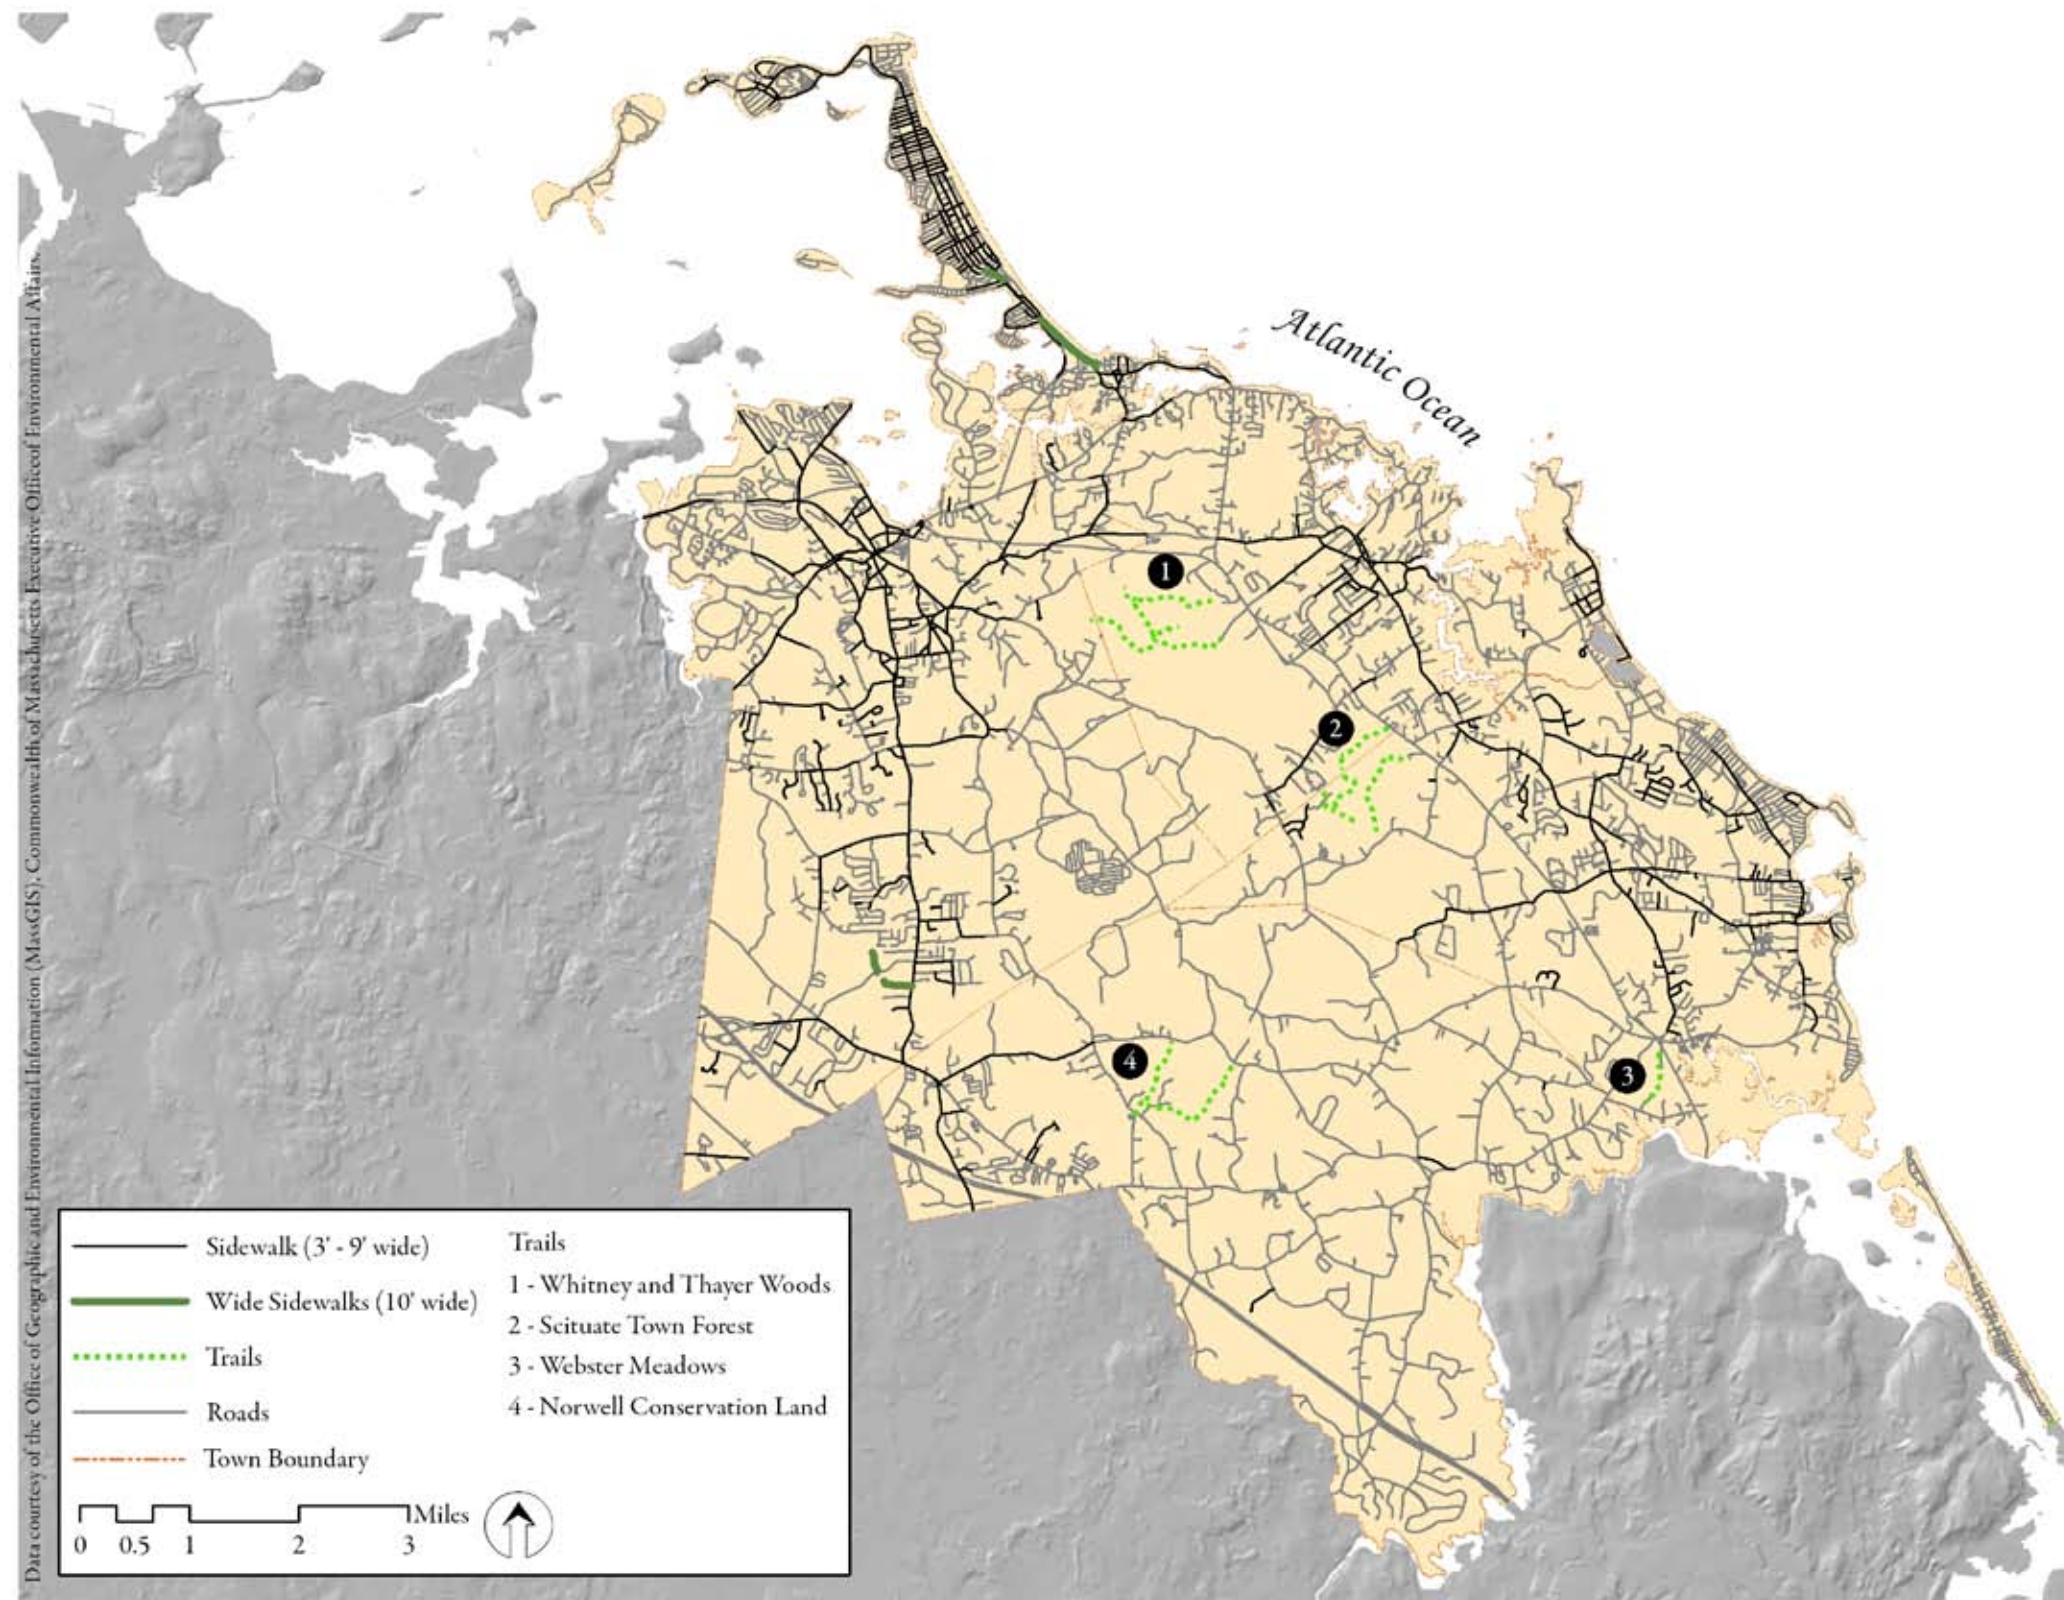 Atlantic Ocean
1
2
3
4
Data courtesy of the Office of Geographic and Environmental Information (MassGIS), Commonwealth of Massachusetts Executive Office of Environmental Affairs.
Sidewalk (3' - 9' wide)
Wide Sidewalks (10' wide)
Trails
Roads
Town Boundary
0 0.5 1 2 3 Miles
Trails
1 - Whitney and Thayer Woods
2 - Scituate Town Forest
3 - Webster Meadows
4 - Norwell Conservation Land